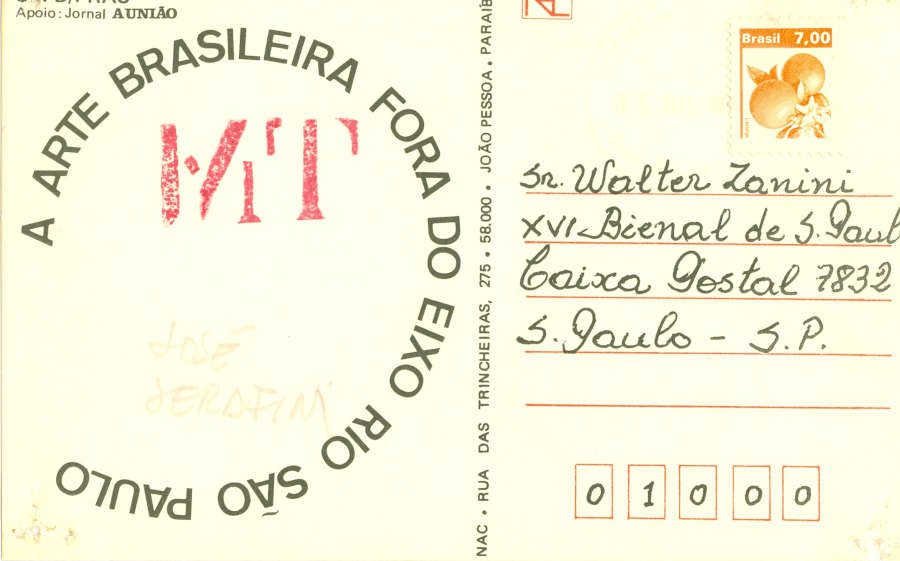 Apoio: Jornal A UNIÃO
A ARTE BRASILEIRA FORA DO EIXO RIO SÃO PAULO
MT
JOSÉ
SERAFIM
NAC • RUA DAS TRINCHEIRAS, 275 • 58.000 • JOÃO PESSOA • PARAIB
Brasil 7,00
Sr. Walter Zanini
XVI Bienal de S. Paul
Caixa Postal 7832
S. Paulo - S.P.
0 1 0 0 0